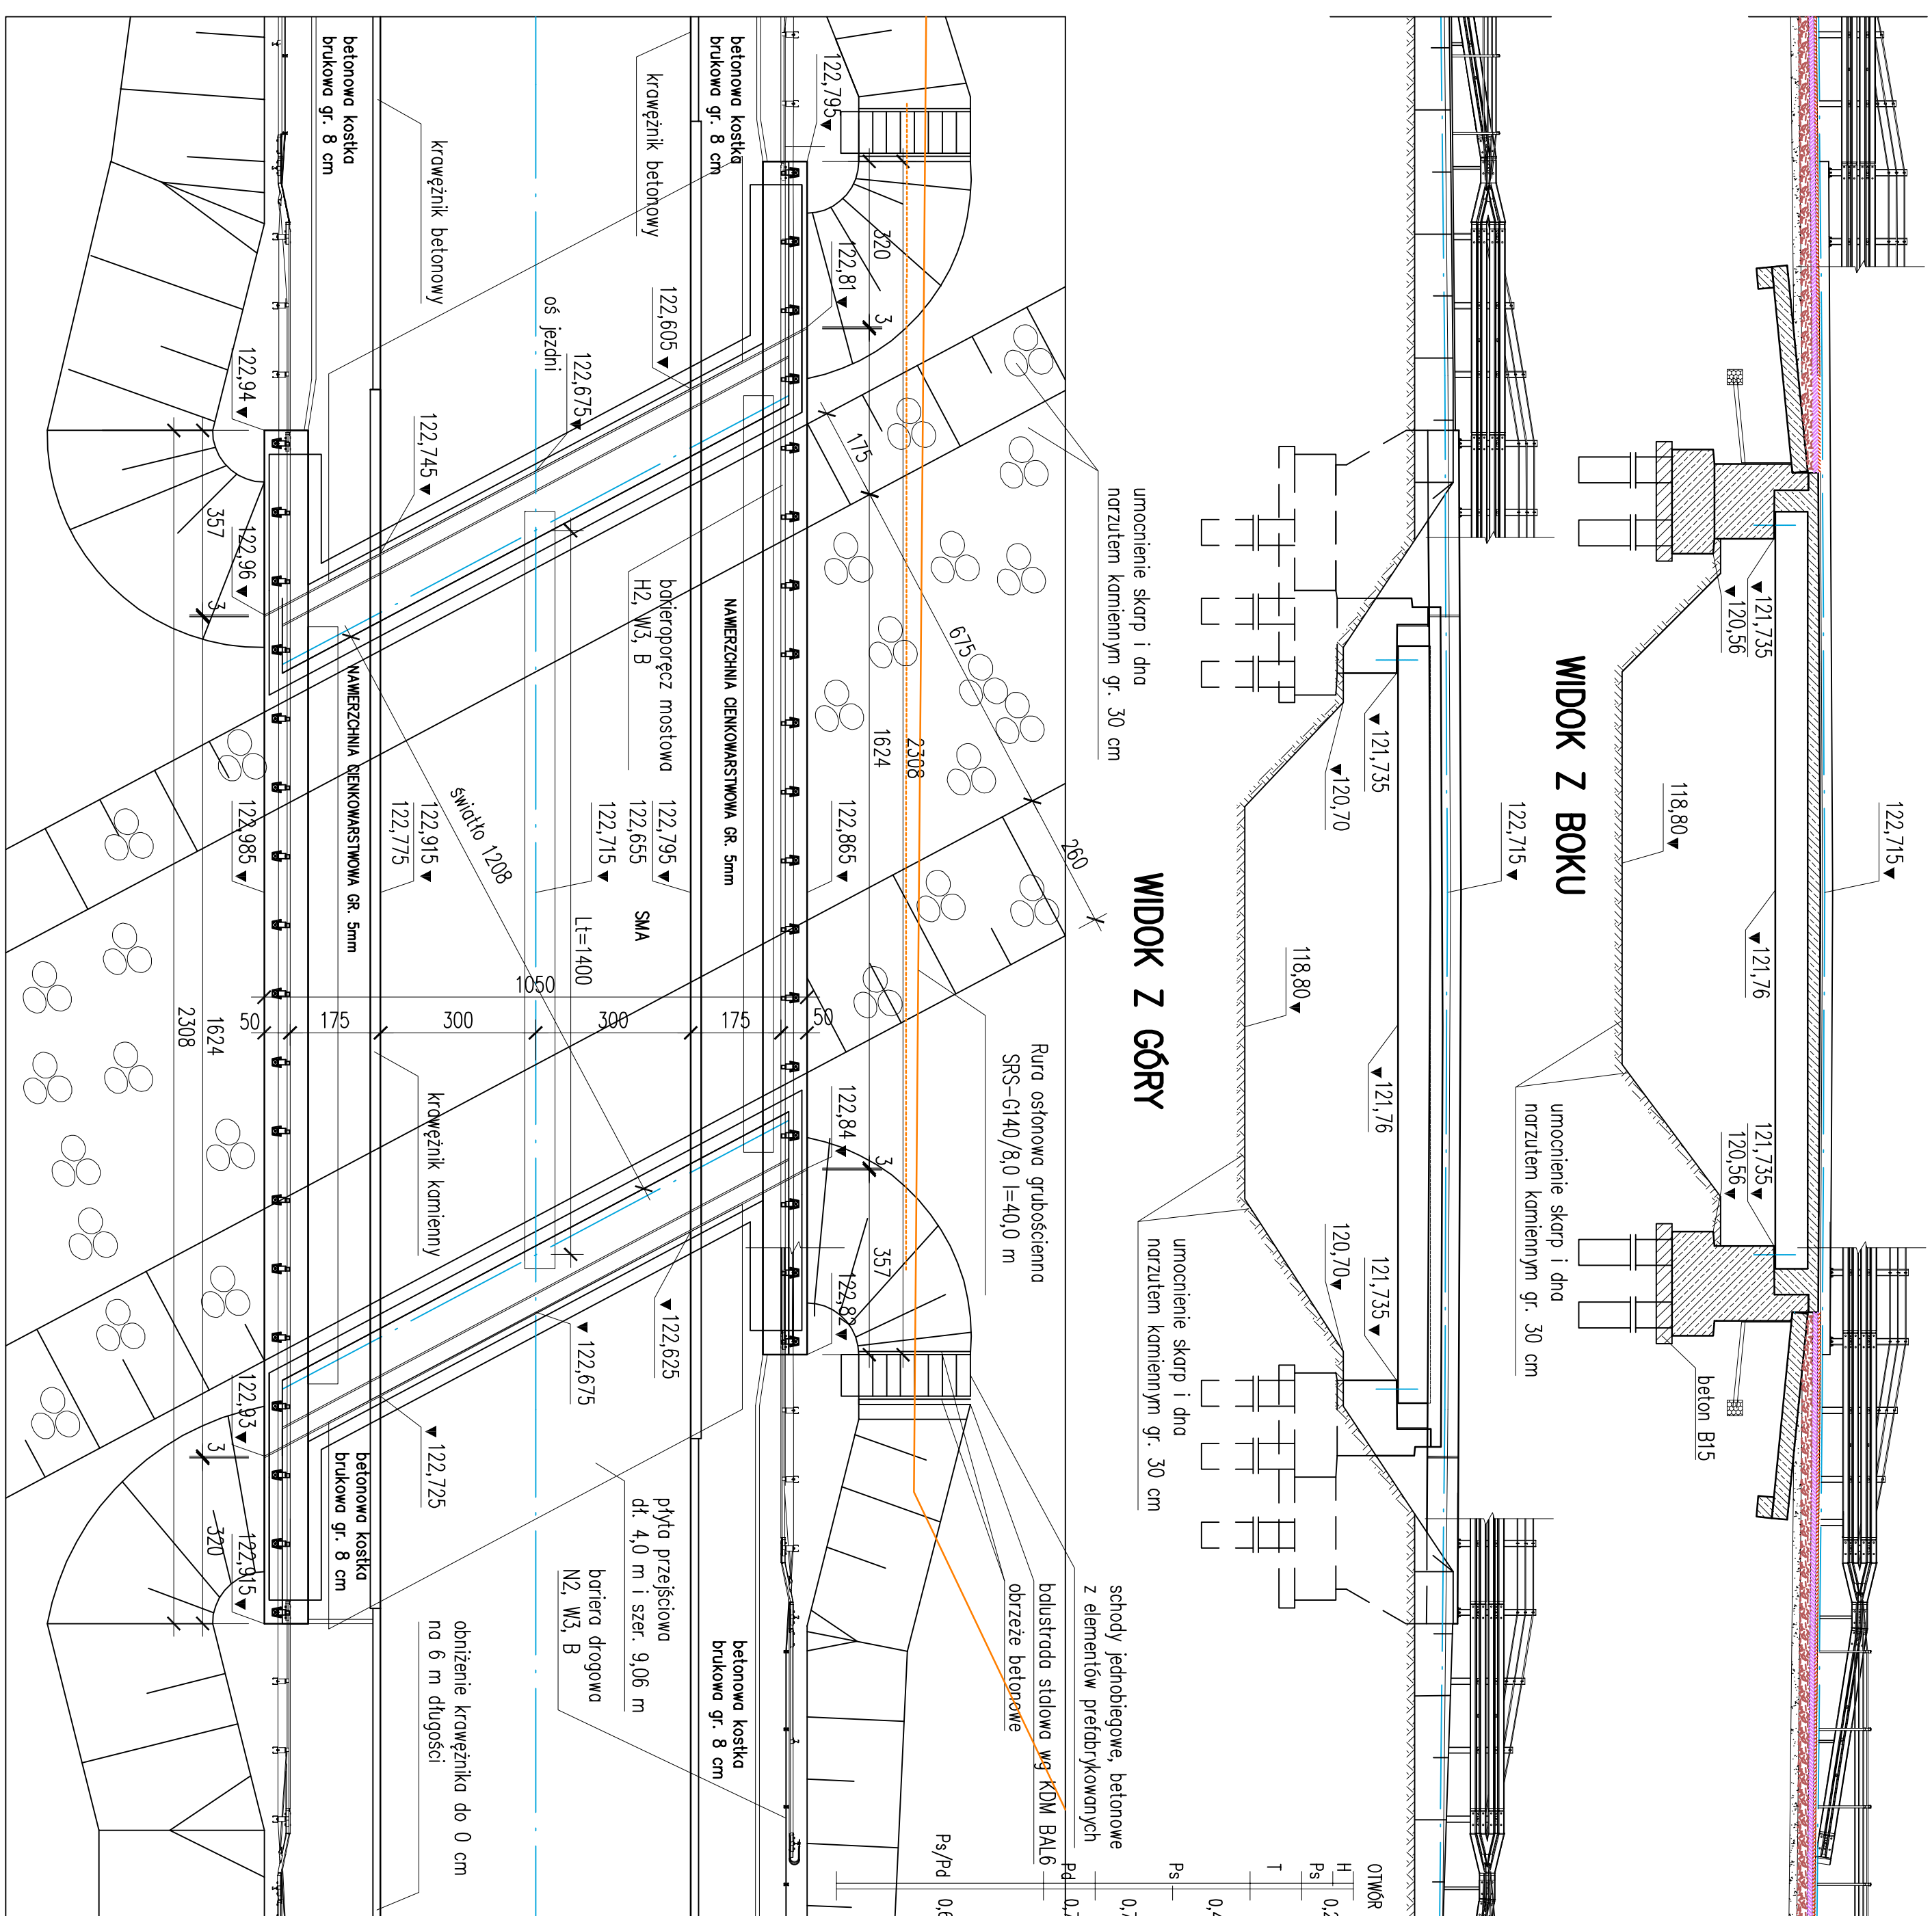 122,715
118,80
121,76
121,735
120,56
121,735
120,56
umocnienie skarp i dna
narzutem kamiennym gr. 30 cm
beton B15
WIDOK Z BOKU
122,715
118,80
121,76
121,735
120,70
121,735
120,70
umocnienie skarp i dna
narzutem kamiennym gr. 30 cm
WIDOK Z GÓRY
umocnienie skarp i dna
narzutem kamiennym gr. 30 cm
Rura osłonowa grubościenna
SRS-G140/8,0 l=40,0 m
schody jednobiegowe, betonowe
z elementów prefabrykowanych
balustrada stalowa wg KDM BAL6
obrzeże betonowe
OTWÓR
H
Ps
T
Ps
Pd
Ps/Pd
260
675
175
2308
1624
320
3
3
357
122,795
122,81
122,865
122,84
122,82
50
betonowa kostka
brukowa gr. 8 cm
NAWIERZCHNIA CIENKOWARSTWOWA GR. 5mm
175
betonowa kostka
brukowa gr. 8 cm
krawężnik betonowy
122,605
barieroporęcz mostowa
H2, W3, B
122,795
122,655
122,715
SMA
122,625
płyta przejściowa
dł. 4,0 m i szer. 9,06 m
bariera drogowa
N2, W3, B
300
oś jezdni
122,675
Lt=1400
1050
122,675
światło 1208
300
krawężnik betonowy
122,745
122,915
122,775
krawężnik kamienny
122,725
obniżenie krawężnika do 0 cm
na 6 m długości
betonowa kostka
brukowa gr. 8 cm
NAWIERZCHNIA CIENKOWARSTWOWA GR. 5mm
175
betonowa kostka
brukowa gr. 8 cm
50
122,94
122,96
122,985
122,93
122,915
357
3
1624
3
320
2308